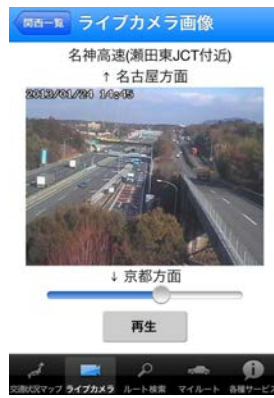 関西一覧 ライブカメラ画像
名神高速(瀬田東JCT付近)
↑ 名古屋方面
2013/01/24 14:45
↓ 京都方面
再生
交通状況マップ ライブカメラ ルート検索 マイルート 各種サービス